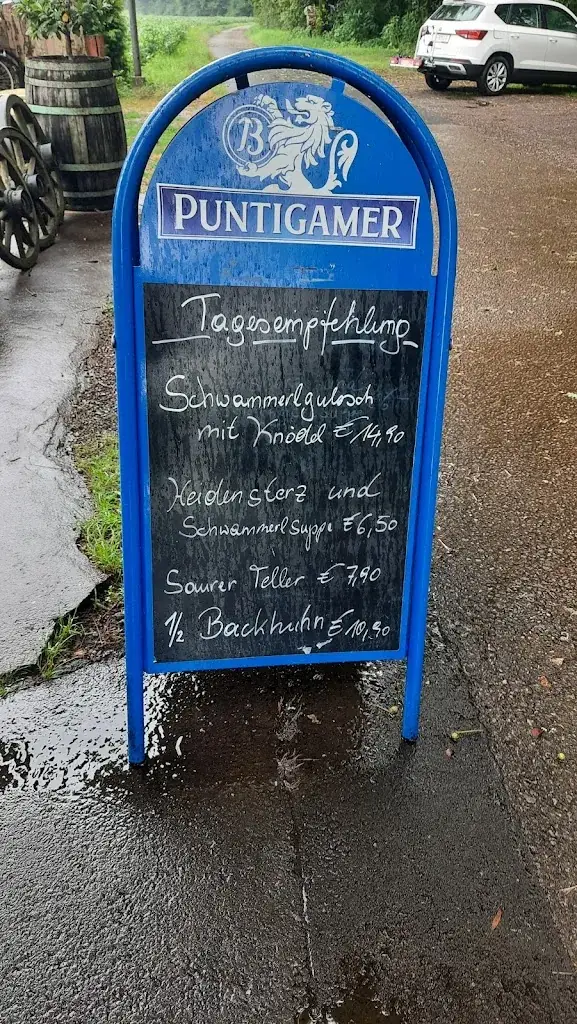 B
PUNTIGAMER
Tagesempfehlung
Schwammerlgulasch
mit Knödel € 14,90
Heidensterz und
Schwammerlsuppe € 6,50
Saurer Teller € 7,90
1/2 Backhuhn € 10,90